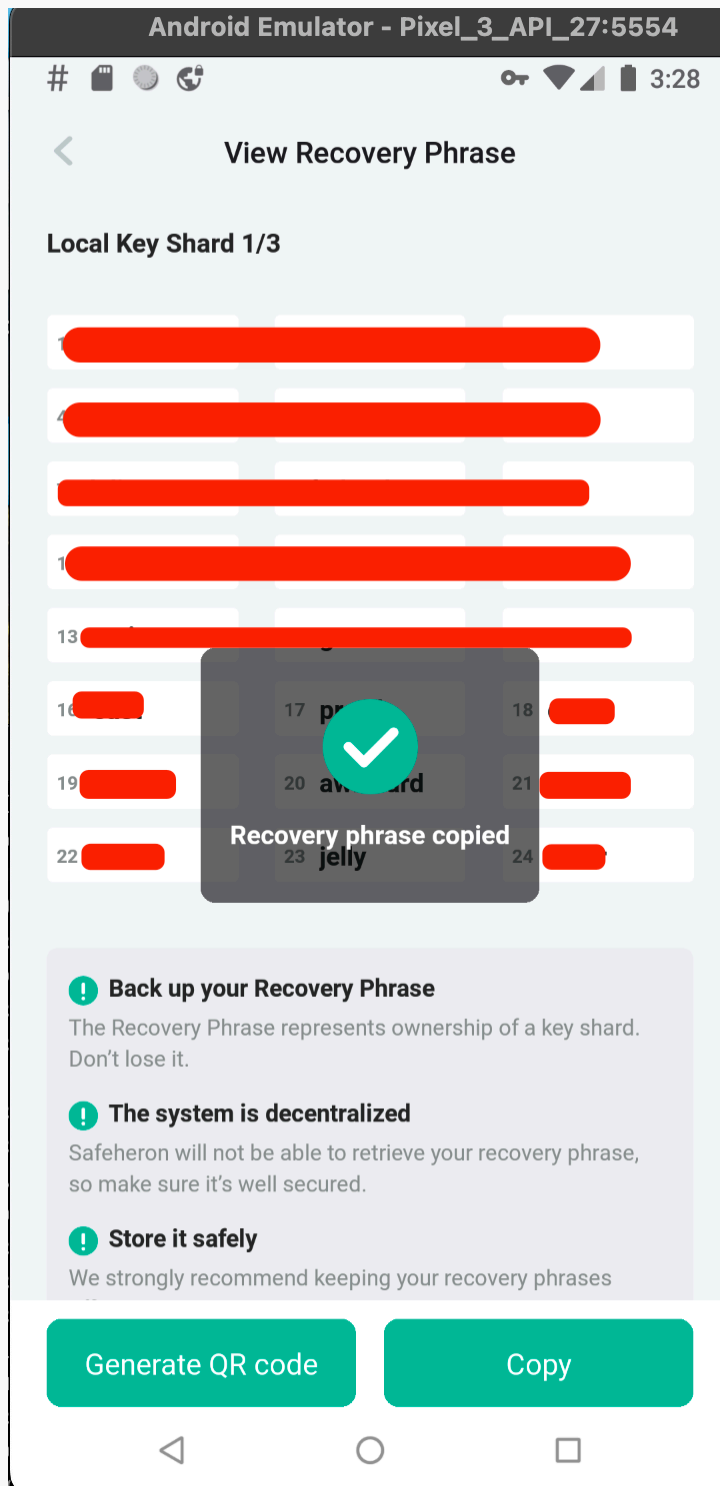 Android Emulator - Pixel_3_API_27:5554
3:28
View Recovery Phrase
Local Key Shard 1/3
13
16 17 18
19 20 21
22 23 jelly 24
Recovery phrase copied
Back up your Recovery Phrase
The Recovery Phrase represents ownership of a key shard.
Don't lose it.
The system is decentralized
Safeheron will not be able to retrieve your recovery phrase,
so make sure it's well secured.
Store it safely
We strongly recommend keeping your recovery phrases
Generate QR code Copy